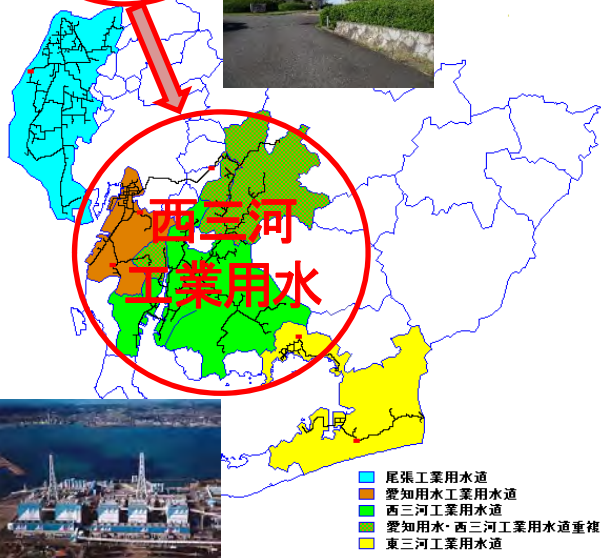 西三河
工業用水
尾張工業用水道
愛知用水工業用水道
西三河工業用水道
愛知用水・西三河工業用水道重複
東三河工業用水道